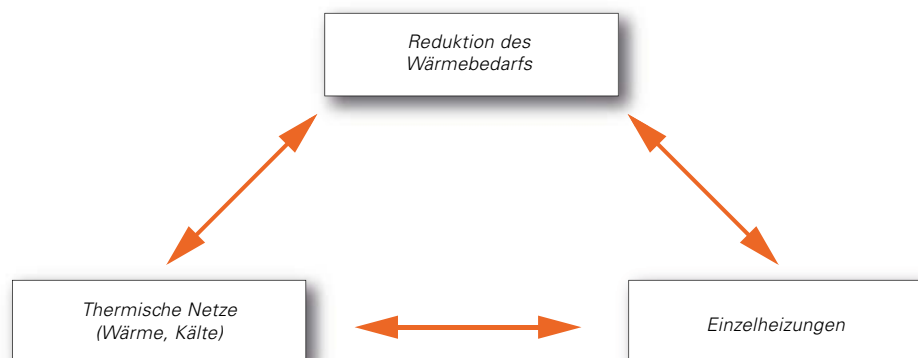 Reduktion des
Wärmebedarfs
Thermische Netze
(Wärme, Kälte)
Einzelheizungen